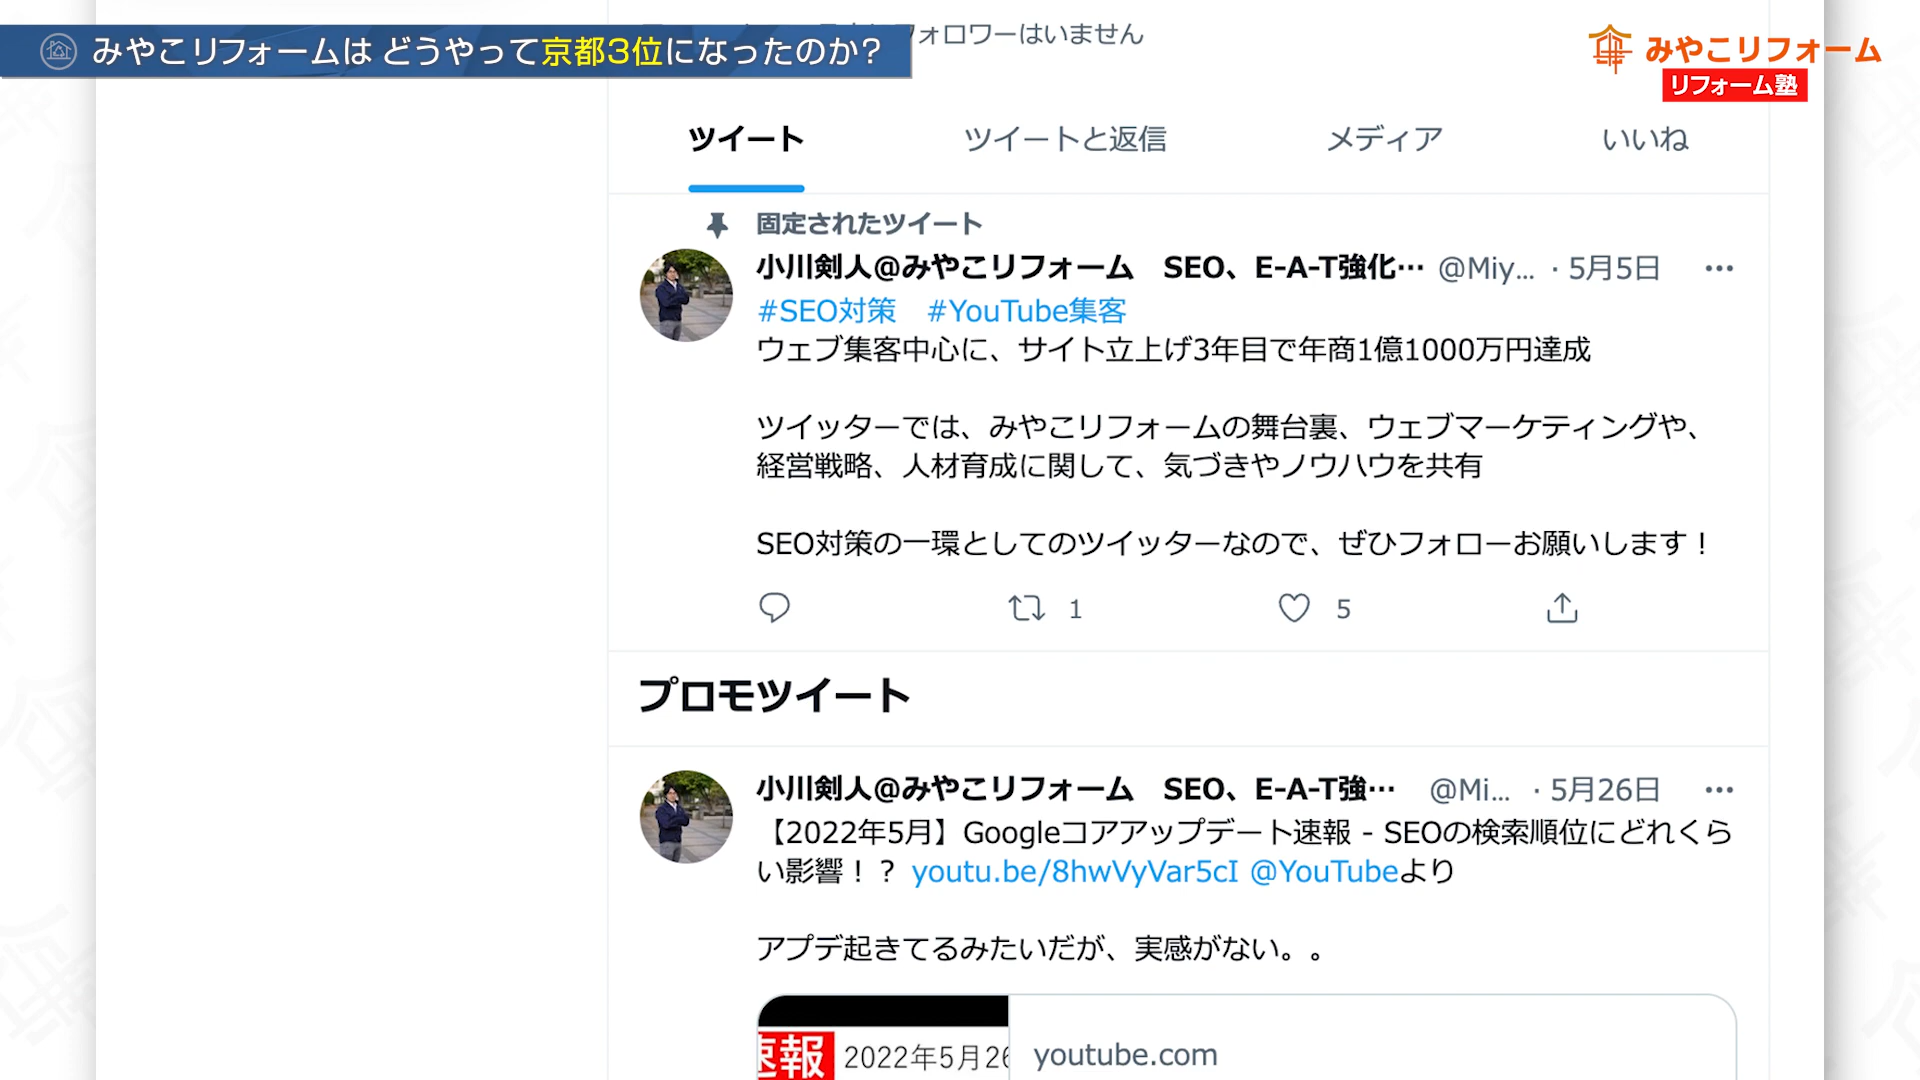 みやこリフォームは どうやって京都3位になったのか？
フォロワーはいません
みやこリフォーム
リフォーム塾
ツイート
ツイートと返信
メディア
いいね
固定されたツイート
小川剣人@みやこリフォーム　SEO、E-A-T強化… @Miy... · 5月5日
#SEO対策　#YouTube集客
ウェブ集客中心に、サイト立上げ3年目で年商1億1000万円達成
ツイッターでは、みやこリフォームの舞台裏、ウェブマーケティングや、
経営戦略、人材育成に関して、気づきやノウハウを共有
SEO対策の一環としてのツイッターなので、ぜひフォローお願いします！
1
5
プロモツイート
小川剣人@みやこリフォーム　SEO、E-A-T強… @Mi... · 5月26日
【2022年5月】Googleコアアップデート速報 - SEOの検索順位にどれくら
い影響！？ youtu.be/8hwVyVar5cI @YouTubeより
アプデ起きてるみたいだが、実感がない。。
速報 2022年5月26
youtube.com